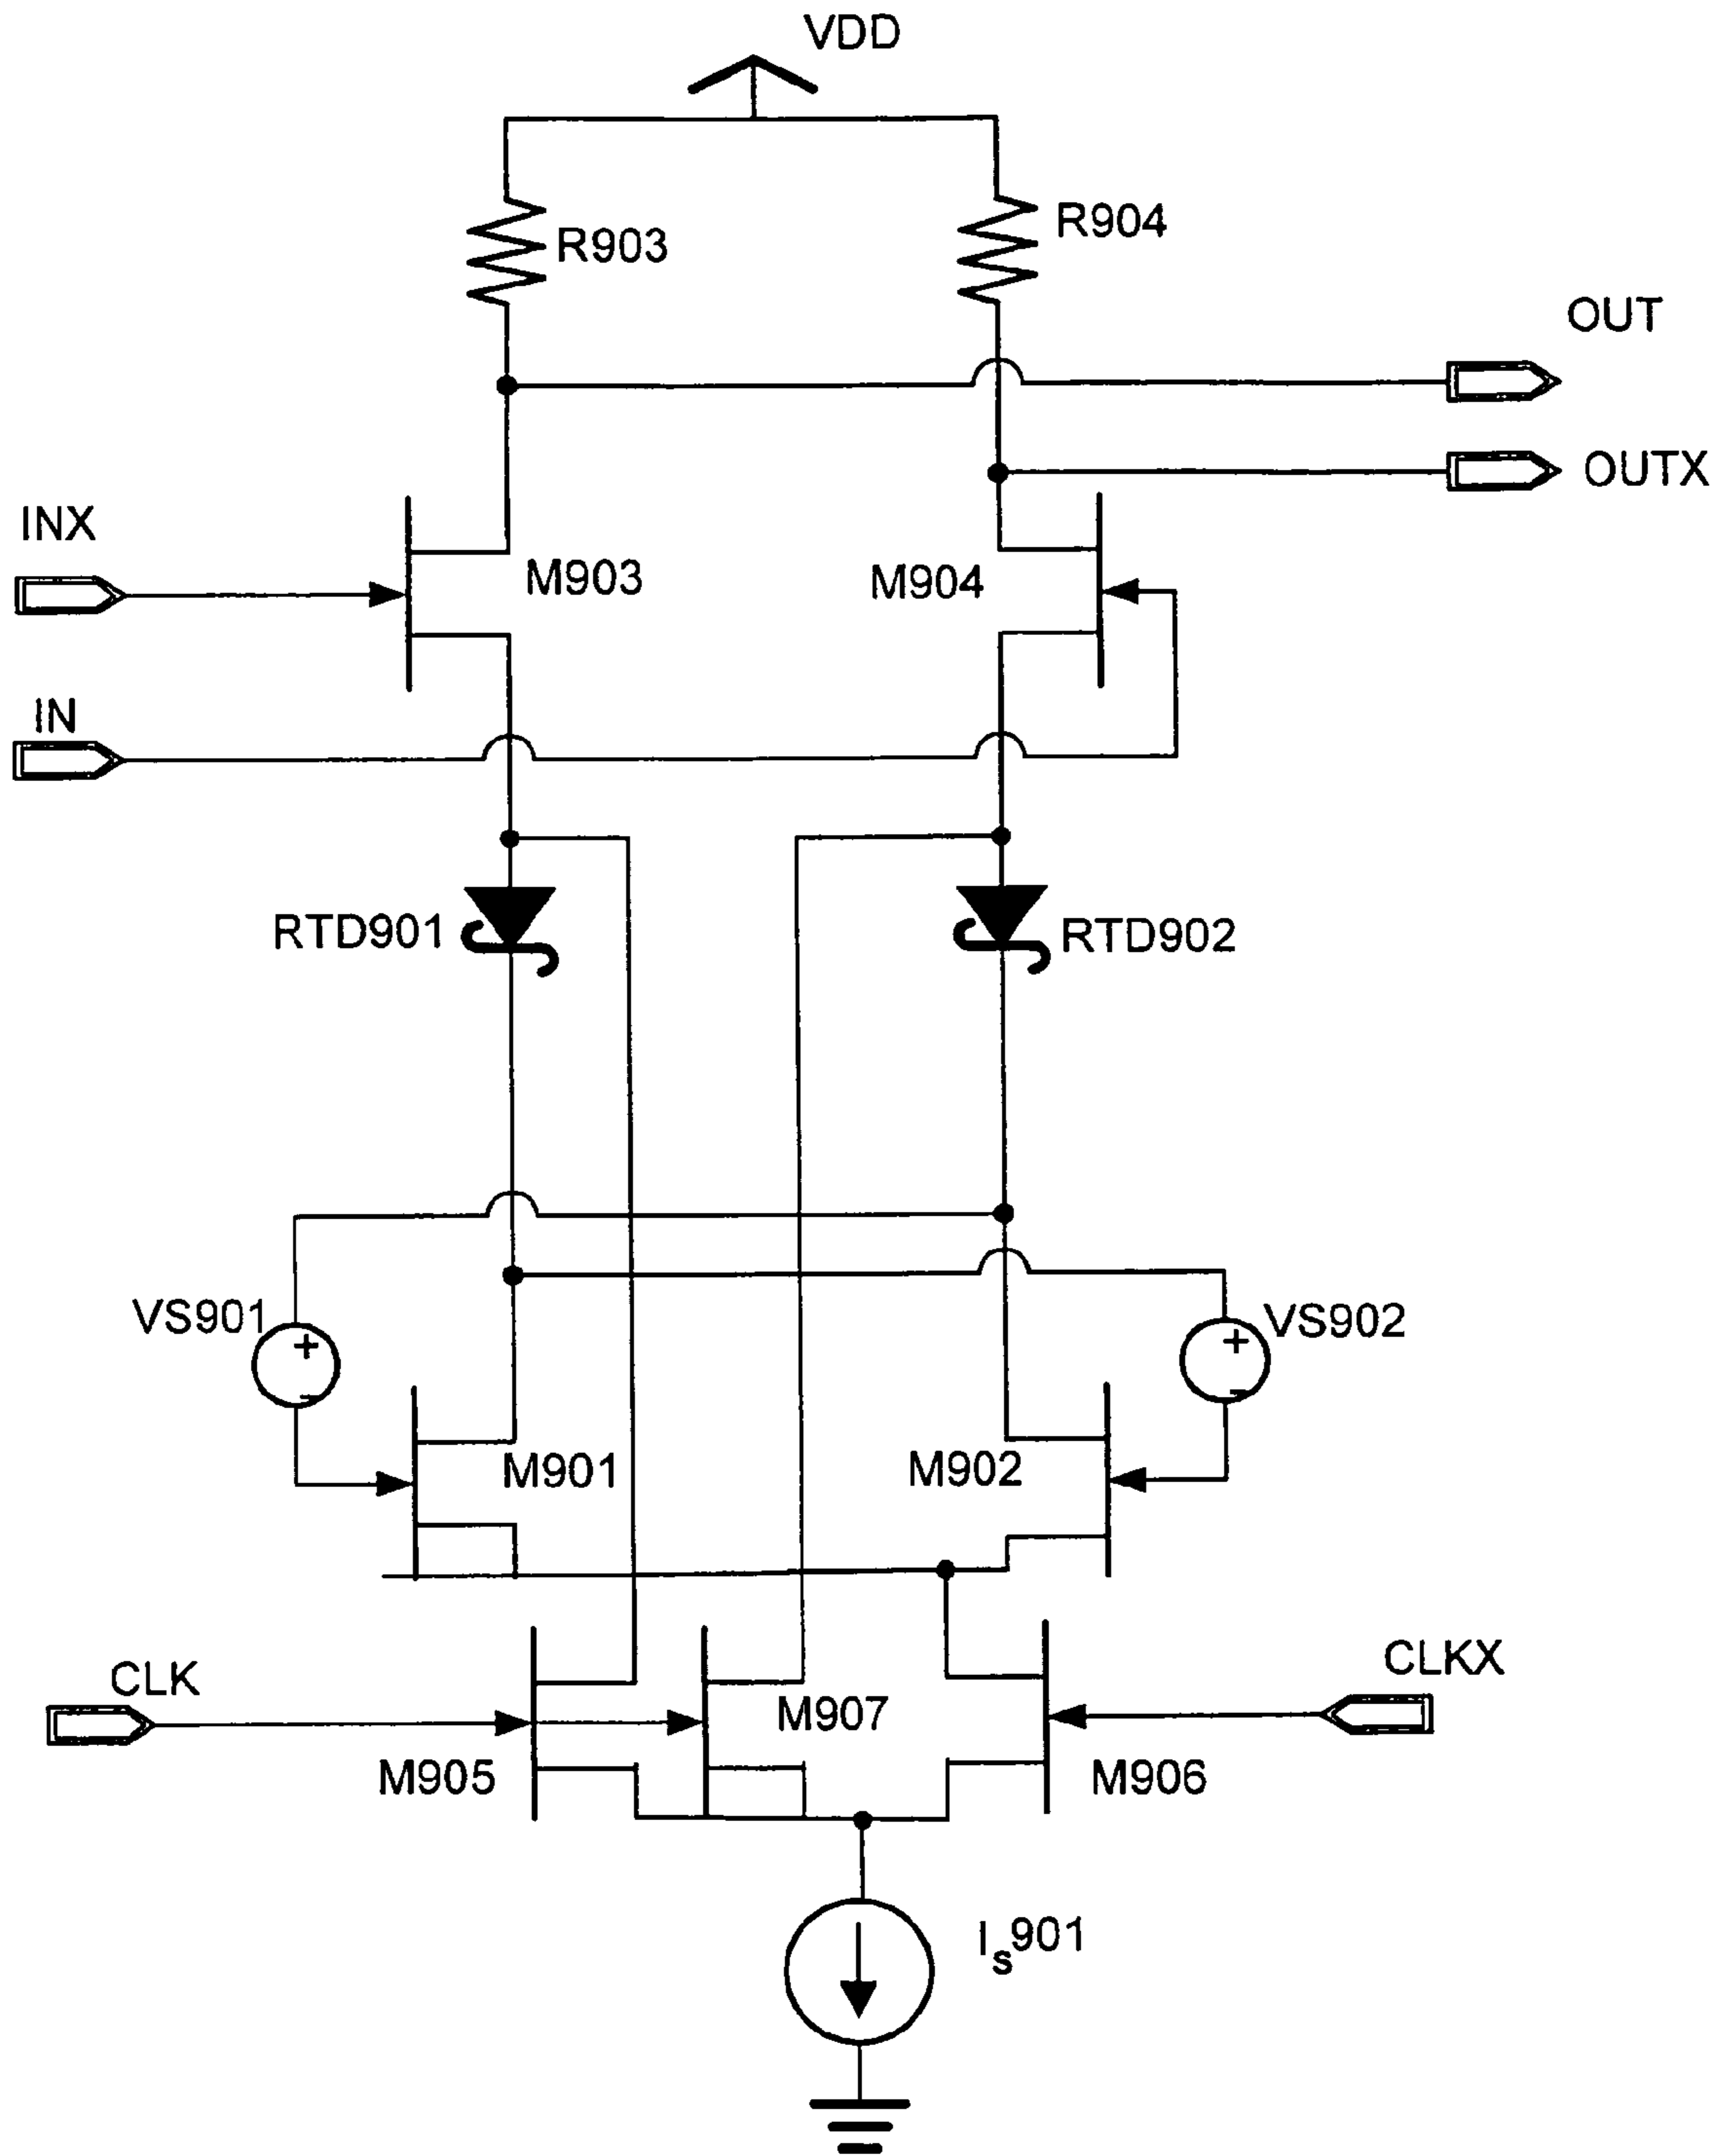 VDD
R903
R904
OUT
OUTX
INX
M903
M904
IN
RTD901
RTD902
VS901
+
-
VS902
+
-
M901
M902
CLK
CLKX
M907
M905
M906
Is901